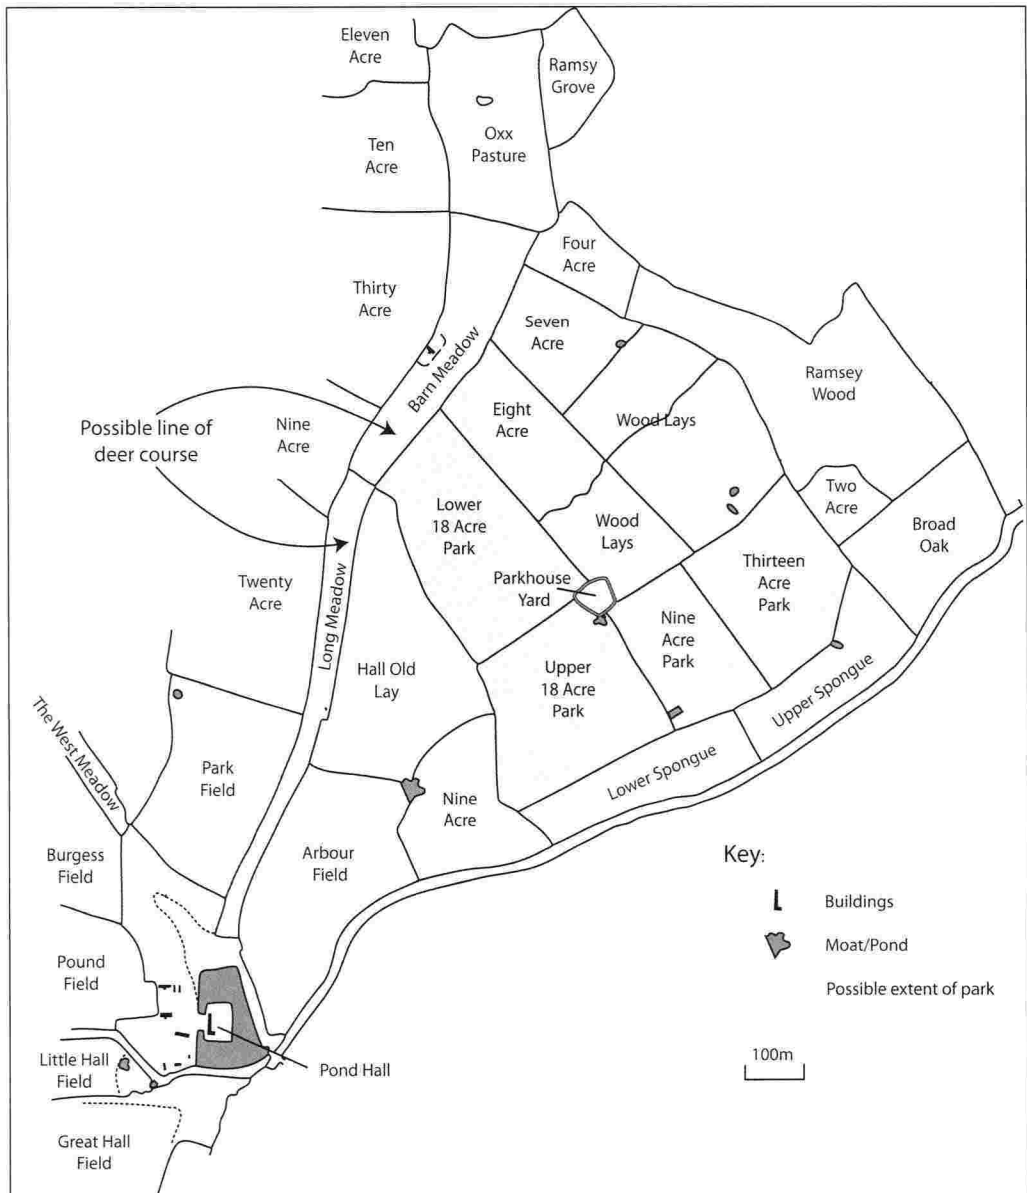 Eleven
Acre
Ramsy
Grove
Ten
Acre
Oxx
Pasture
Four
Acre
Thirty
Acre
Seven
Acre
Barn Meadow
Ramsey
Wood
Possible line of
deer course
Nine
Acre
Eight
Acre
Wood Lays
Lower
18 Acre
Park
Wood
Lays
Two
Acre
Broad
Oak
Twenty
Acre
Long Meadow
Parkhouse
Yard
Thirteen
Acre
Park
Nine
Acre
Park
Hall Old
Lay
Upper
18 Acre
Park
Upper Spongue
The West Meadow
Park
Field
Lower Spongue
Nine
Acre
Burgess
Field
Arbour
Field
Key:
Buildings
Pound
Field
Moat/Pond
Possible extent of park
Little Hall
Field
Pond Hall
100m
Great Hall
Field